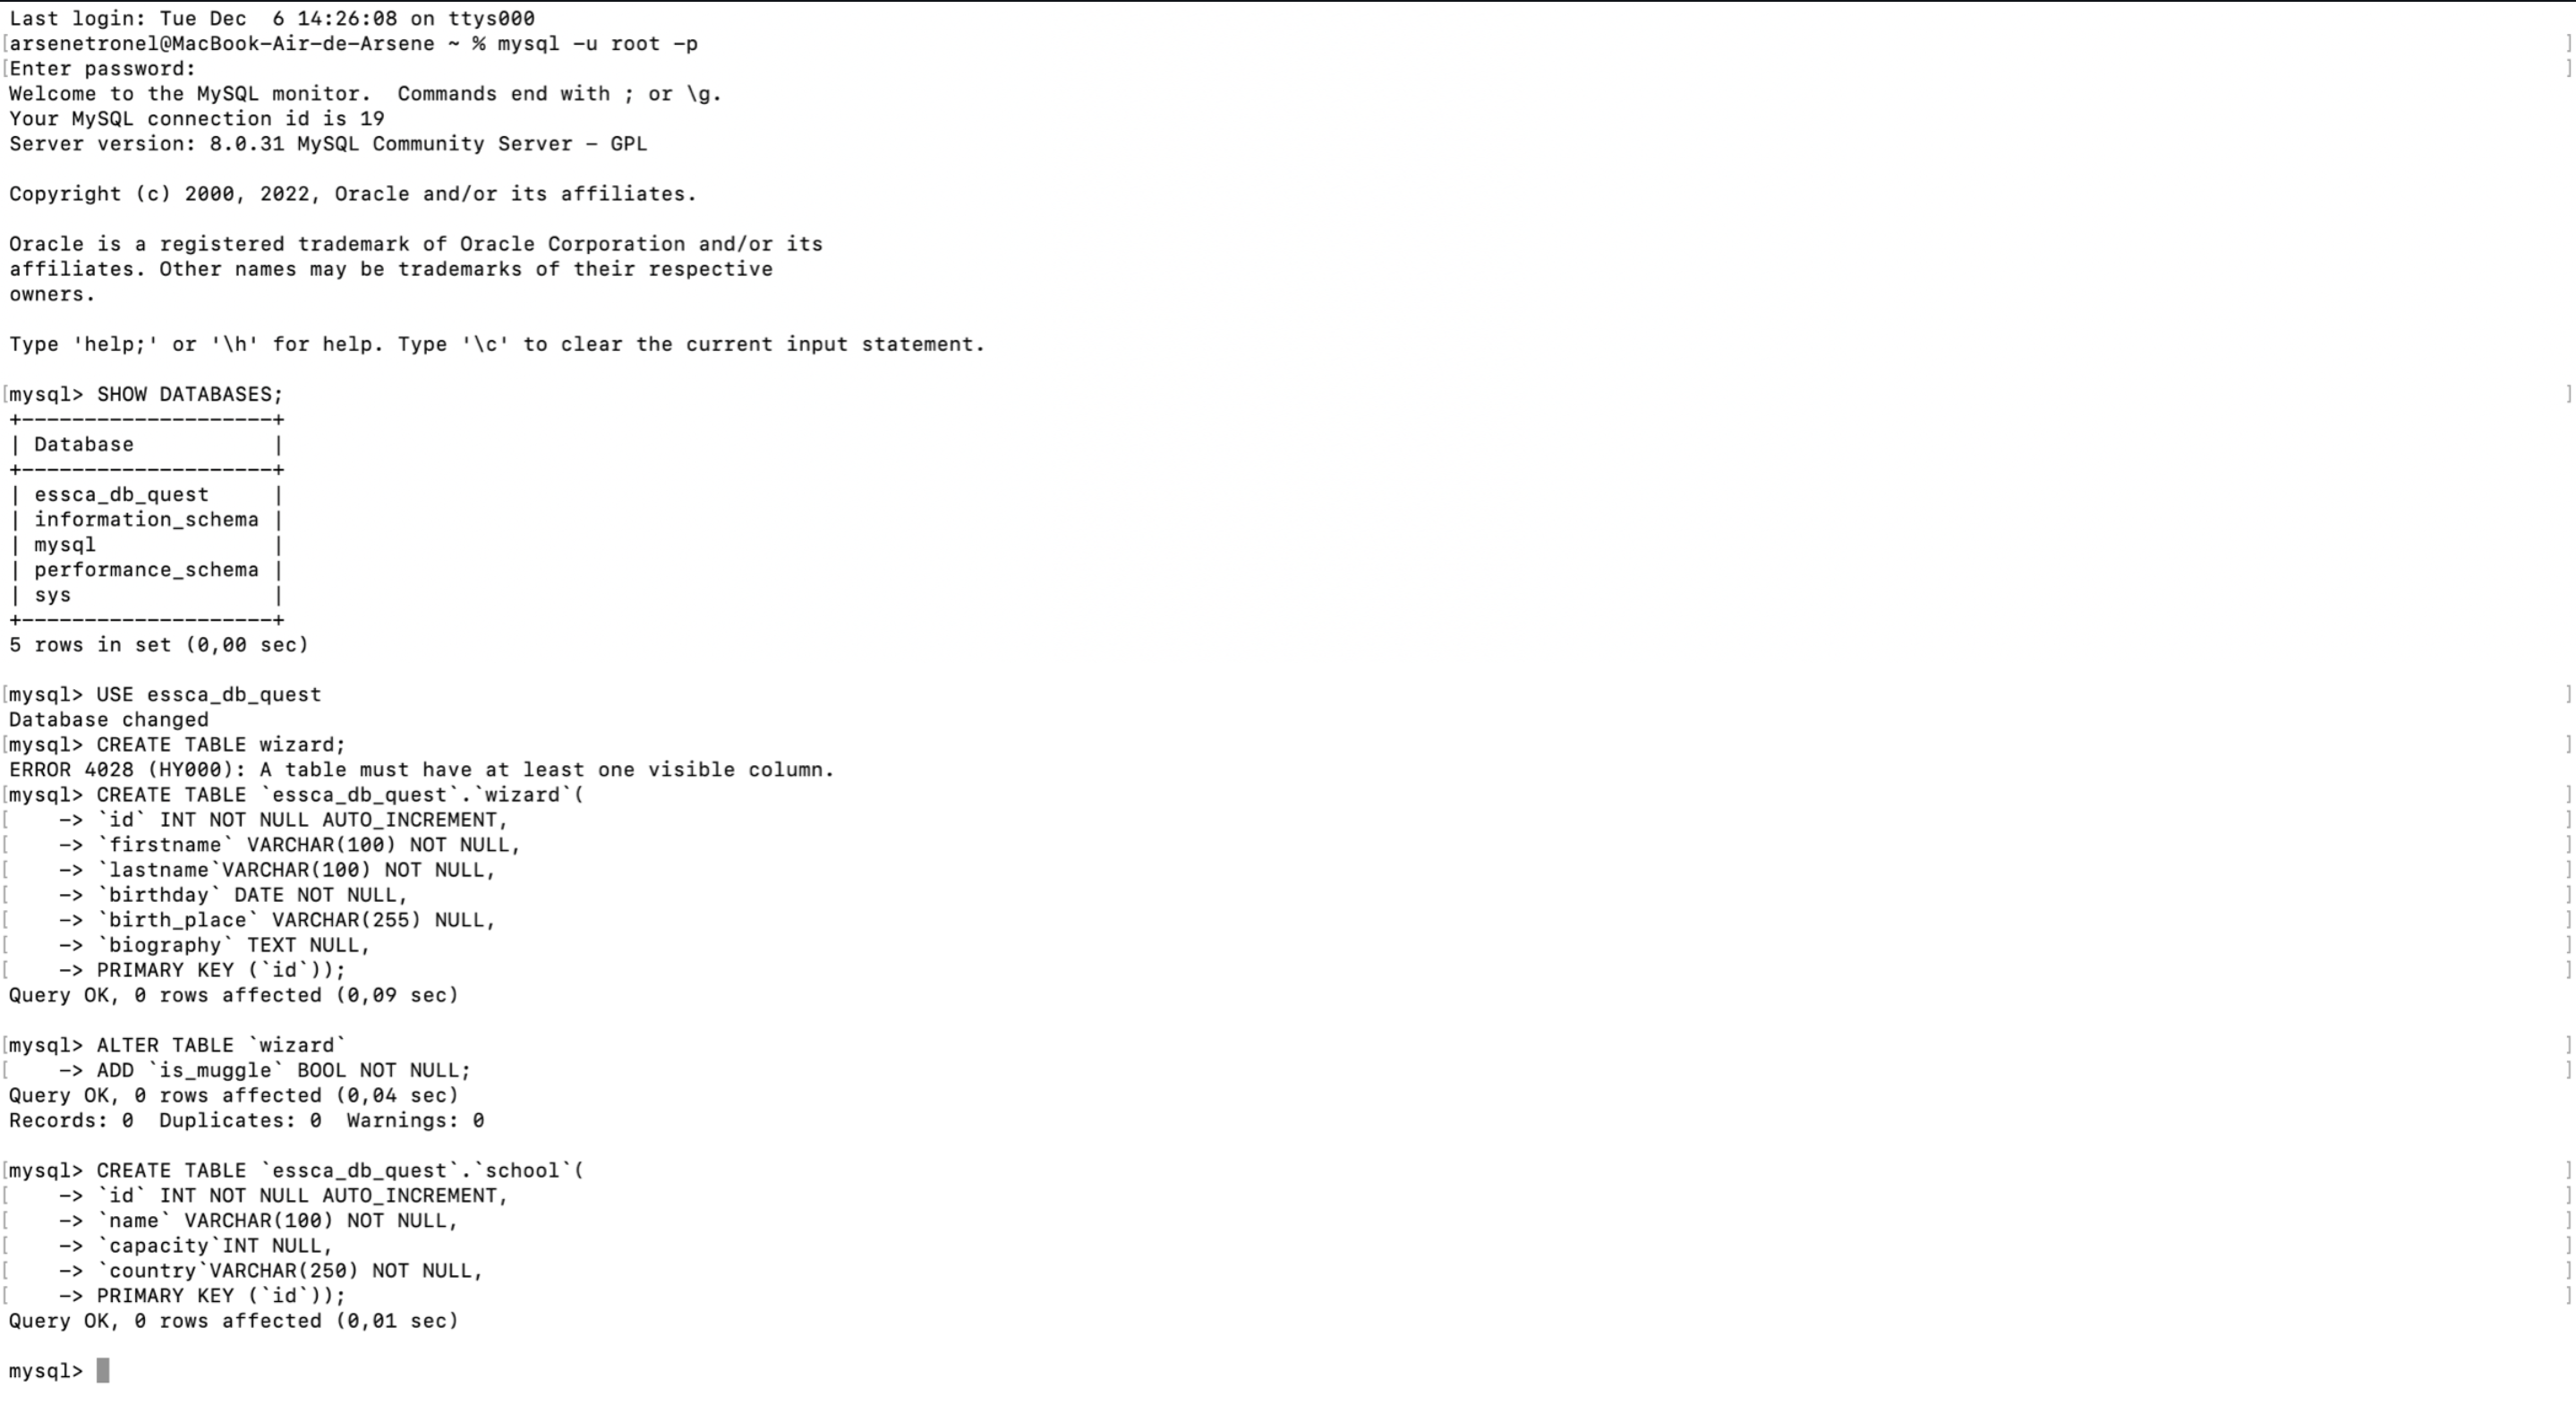 Last login: Tue Dec  6 14:26:08 on ttys000
[arsenetronel@MacBook-Air-de-Arsene ~ % mysql -u root -p ]
[Enter password: ]
Welcome to the MySQL monitor.  Commands end with ; or \g.
Your MySQL connection id is 19
Server version: 8.0.31 MySQL Community Server - GPL

Copyright (c) 2000, 2022, Oracle and/or its affiliates.

Oracle is a registered trademark of Oracle Corporation and/or its
affiliates. Other names may be trademarks of their respective
owners.

Type 'help;' or '\h' for help. Type '\c' to clear the current input statement.

[mysql> SHOW DATABASES; ]
+--------------------+
| Database           |
+--------------------+
| essca_db_quest     |
| information_schema |
| mysql              |
| performance_schema |
| sys                |
+--------------------+
5 rows in set (0,00 sec)

[mysql> USE essca_db_quest ]
Database changed
[mysql> CREATE TABLE wizard; ]
ERROR 4028 (HY000): A table must have at least one visible column.
[mysql> CREATE TABLE `essca_db_quest`.`wizard`( ]
[    -> `id` INT NOT NULL AUTO_INCREMENT, ]
[    -> `firstname` VARCHAR(100) NOT NULL, ]
[    -> `lastname`VARCHAR(100) NOT NULL, ]
[    -> `birthday` DATE NOT NULL, ]
[    -> `birth_place` VARCHAR(255) NULL, ]
[    -> `biography` TEXT NULL, ]
[    -> PRIMARY KEY (`id`)); ]
Query OK, 0 rows affected (0,09 sec)

[mysql> ALTER TABLE `wizard` ]
[    -> ADD `is_muggle` BOOL NOT NULL; ]
Query OK, 0 rows affected (0,04 sec)
Records: 0  Duplicates: 0  Warnings: 0

[mysql> CREATE TABLE `essca_db_quest`.`school`( ]
[    -> `id` INT NOT NULL AUTO_INCREMENT, ]
[    -> `name` VARCHAR(100) NOT NULL, ]
[    -> `capacity`INT NULL, ]
[    -> `country`VARCHAR(250) NOT NULL, ]
[    -> PRIMARY KEY (`id`)); ]
Query OK, 0 rows affected (0,01 sec)

mysql>